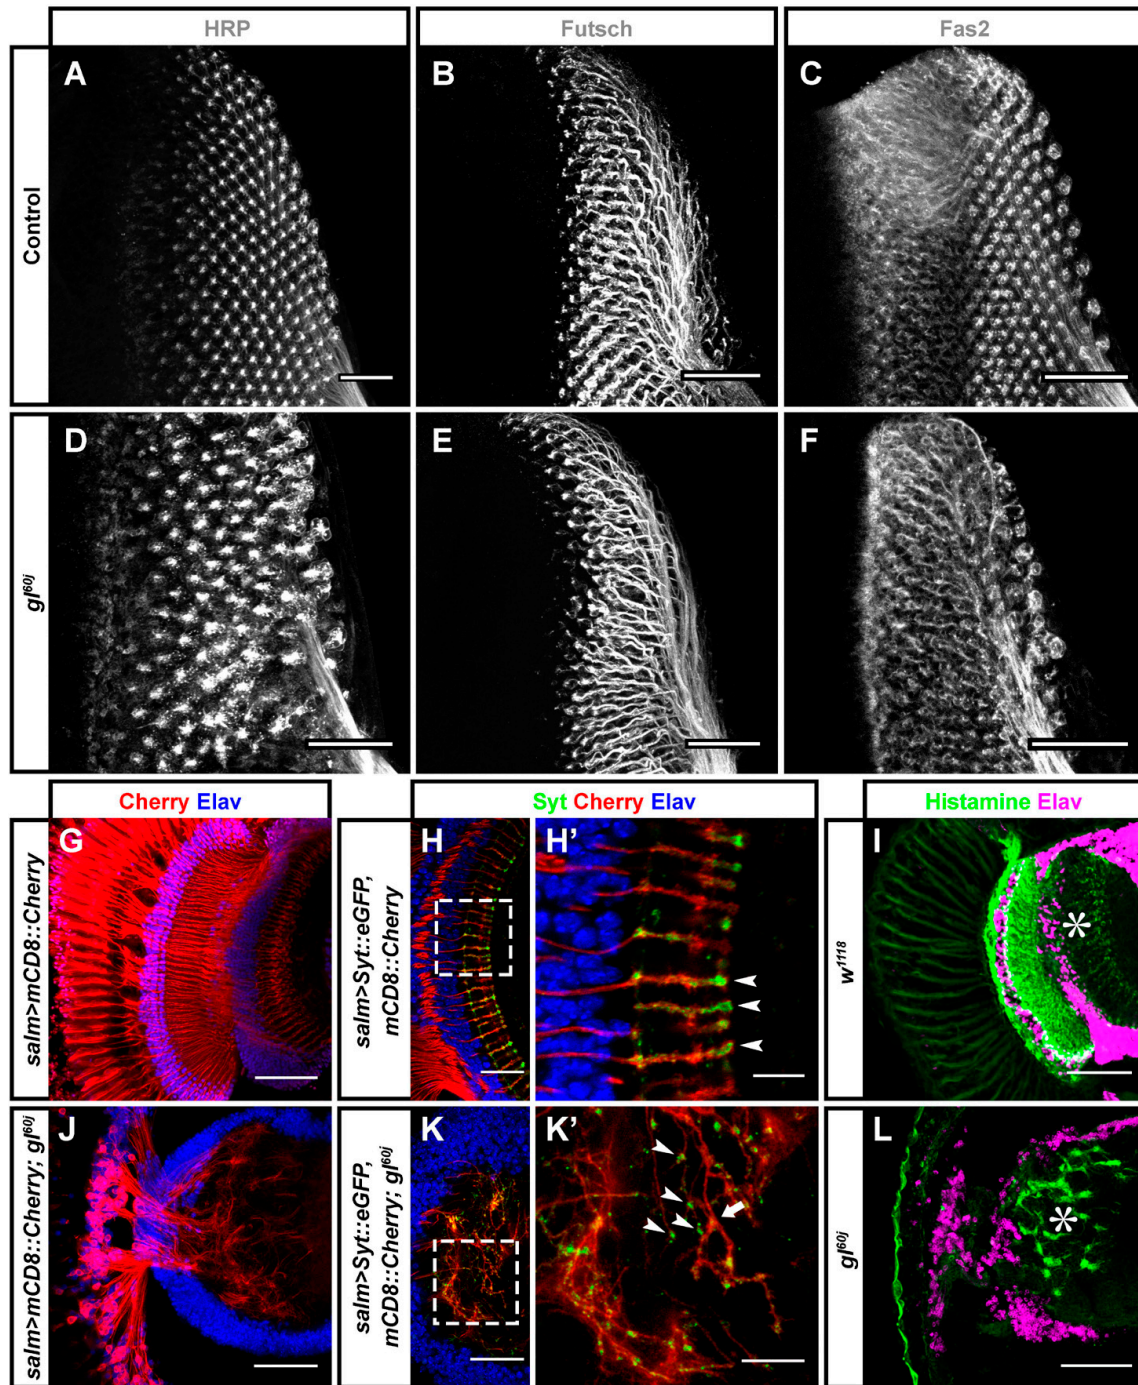 HRP
Futsch
Fas2
Control
A
B
C
gl60j
D
E
F
Cherry Elav
Syt Cherry Elav
Histamine Elav
salm>mCD8::Cherry
G
salm>Syt::eGFP,
mCD8::Cherry
H
H’
w1118
I
*
salm>mCD8::Cherry; gl60j
J
salm>Syt::eGFP,
mCD8::Cherry; gl60j
K
K’
gl60j
L
*